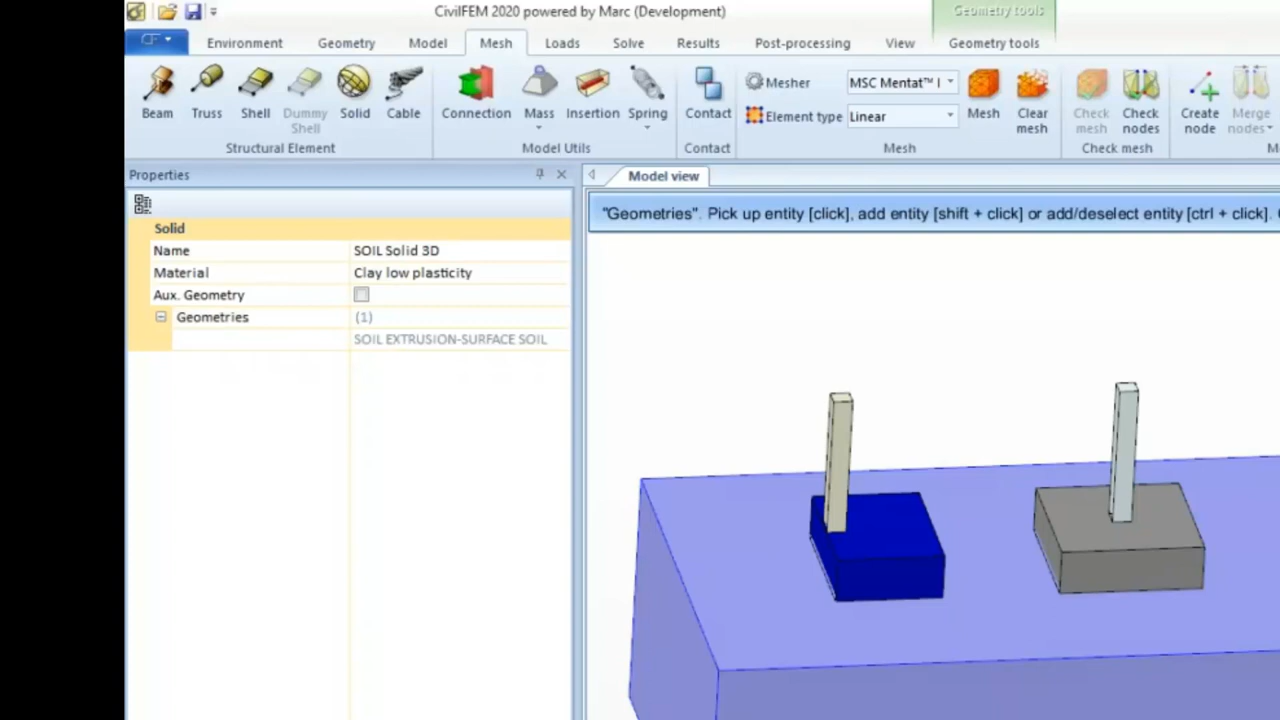 CivilFEM 2020 powered by Marc (Development)
Geometry tools
CF
Environment Geometry Model Mesh Loads Solve Results Post-processing View Geometry tools
Beam Truss Shell Dummy Shell Solid Cable
Structural Element
Connection Mass Insertion Spring
Model Utils
Contact
Contact
Mesher MSC Mentat™ I
Element type Linear
Mesh Clear mesh
Mesh
Check mesh Check nodes
Check mesh
Create node Merge nodes
M
Properties
Model view
"Geometries". Pick up entity [click], add entity [shift + click] or add/deselect entity [ctrl + click].
Solid
Name SOIL Solid 3D
Material Clay low plasticity
Aux. Geometry
Geometries (1)
SOIL EXTRUSION-SURFACE SOIL